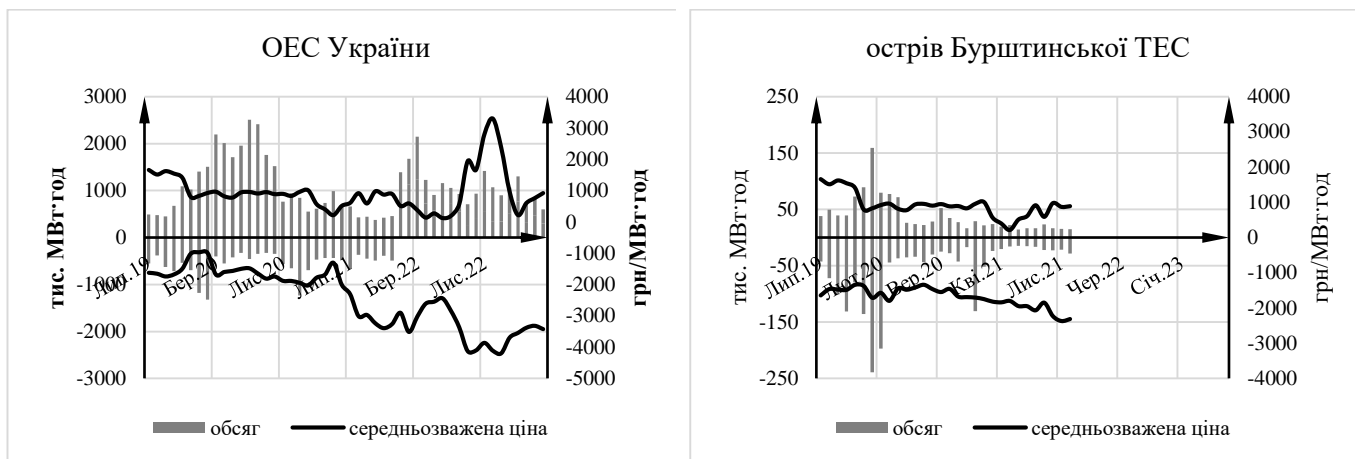 ОЕС України
3000
2000
1000
0
-1000
-2000
-3000
4000
3000
2000
1000
0
-1000
-2000
-3000
-4000
-5000
тис. МВт·год
грн/МВт·год
Лип.19
Бер.20
Лис.20
Лип.21
Бер.22
Лис.22
обсяг
середньозважена ціна
острів Бурштинської ТЕС
250
150
50
-50
-150
-250
4000
3000
2000
1000
0
-1000
-2000
-3000
-4000
тис. МВт·год
грн/МВт·год
Лип.19
Лют.20
Вер.20
Кві.21
Лис.21
Чер.22
Січ.23
обсяг
середньозважена ціна